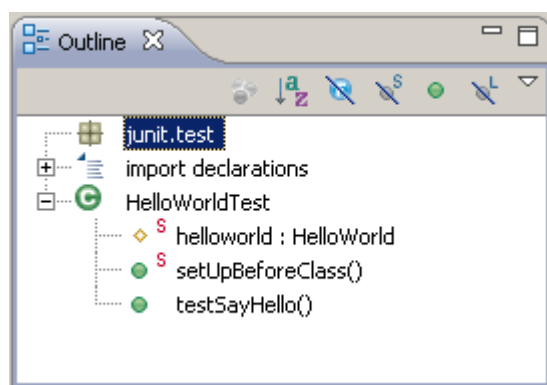 Outline
junit.test
import declarations
HelloWorldTest
S helloworld : HelloWorld
S setUpBeforeClass()
testSayHello()